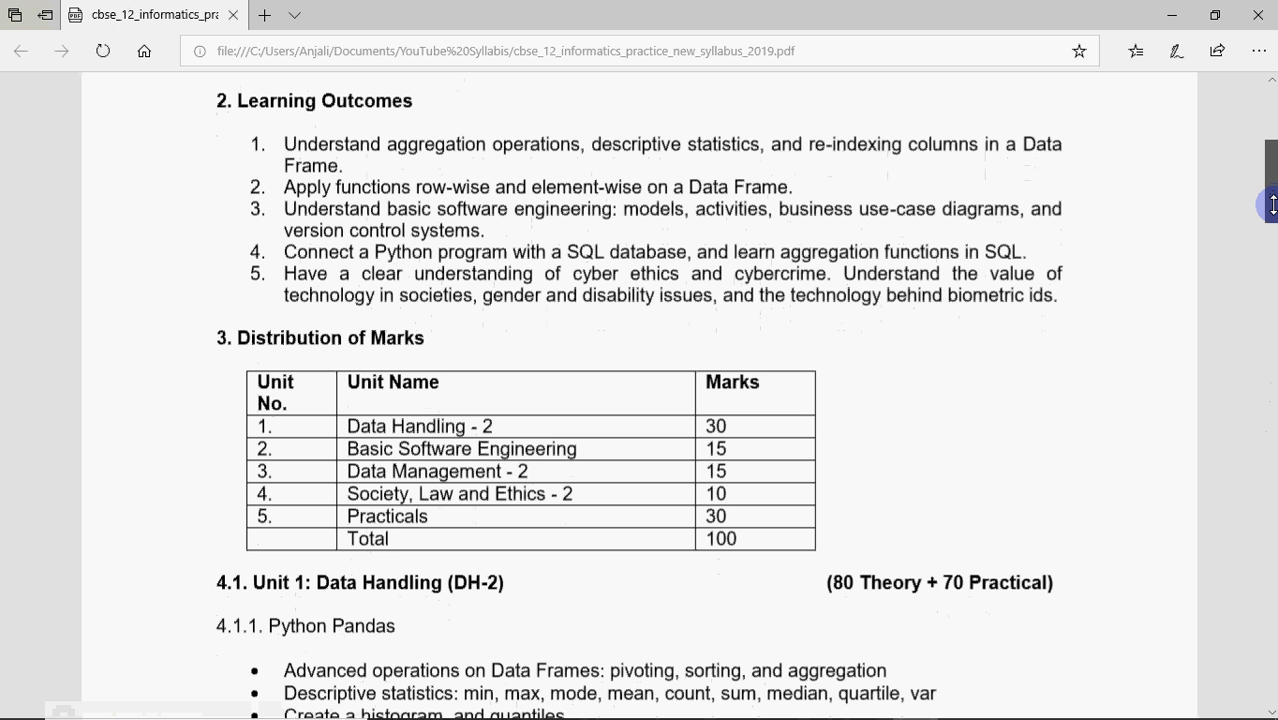 cbse_12_informatics_pra
file:///C:/Users/Anjali/Documents/YouTube%20Syllabis/cbse_12_informatics_practice_new_syllabus_2019.pdf
2. Learning Outcomes
1. Understand aggregation operations, descriptive statistics, and re-indexing columns in a Data
Frame.
2. Apply functions row-wise and element-wise on a Data Frame.
3. Understand basic software engineering: models, activities, business use-case diagrams, and
version control systems.
4. Connect a Python program with a SQL database, and learn aggregation functions in SQL.
5. Have a clear understanding of cyber ethics and cybercrime. Understand the value of
technology in societies, gender and disability issues, and the technology behind biometric ids.
3. Distribution of Marks
Unit No. Unit Name Marks
1. Data Handling - 2 30
2. Basic Software Engineering 15
3. Data Management - 2 15
4. Society, Law and Ethics - 2 10
5. Practicals 30
Total 100
4.1. Unit 1: Data Handling (DH-2) (80 Theory + 70 Practical)
4.1.1. Python Pandas
• Advanced operations on Data Frames: pivoting, sorting, and aggregation
• Descriptive statistics: min, max, mode, mean, count, sum, median, quartile, var
• Create a histogram, and quantiles